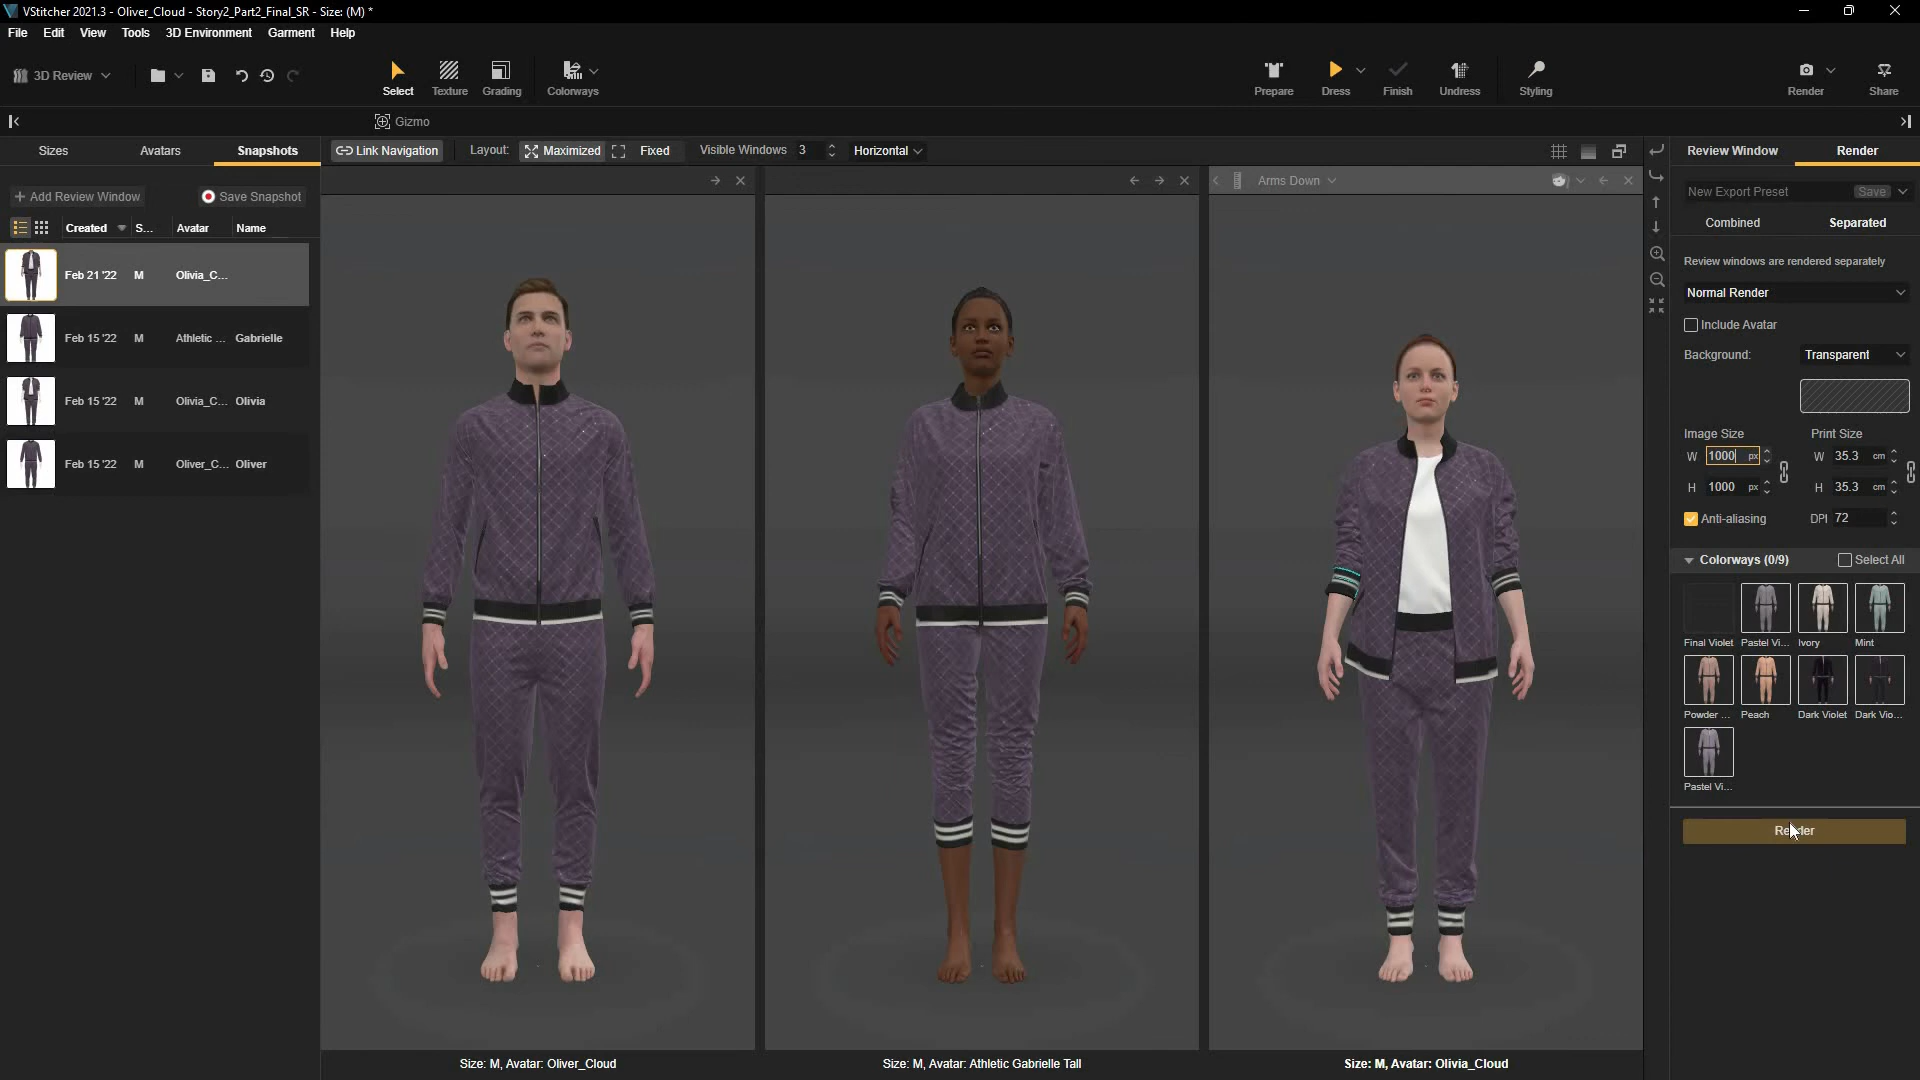 VStitcher 2021.3 - Oliver_Cloud - Story2_Part2_Final_SR - Size: (M) *
File Edit View Tools 3D Environment Garment Help
3D Review
Select Texture Grading Colorways
Prepare Dress Finish Undress Styling
Render Share
Gizmo
Sizes Avatars Snapshots
Link Navigation Layout: Maximized Fixed Visible Windows 3 Horizontal
Review Window Render
+ Add Review Window Save Snapshot
Created S... Avatar Name
Feb 21 '22 M Olivia_C...
Feb 15 '22 M Athletic ... Gabrielle
Feb 15 '22 M Olivia_C... Olivia
Feb 15 '22 M Oliver_C... Oliver
Arms Down
New Export Preset Save
Combined Separated
Review windows are rendered separately
Normal Render
Include Avatar
Background: Transparent
Image Size Print Size
W 1000 px W 35.3 cm
H 1000 px H 35.3 cm
Anti-aliasing DPI 72
Colorways (0/9) Select All
Final Violet Pastel Vi... Ivory Mint
Powder ... Peach Dark Violet Dark Vio...
Pastel Vi...
Render
Size: M, Avatar: Oliver_Cloud
Size: M, Avatar: Athletic Gabrielle Tall
Size: M, Avatar: Olivia_Cloud